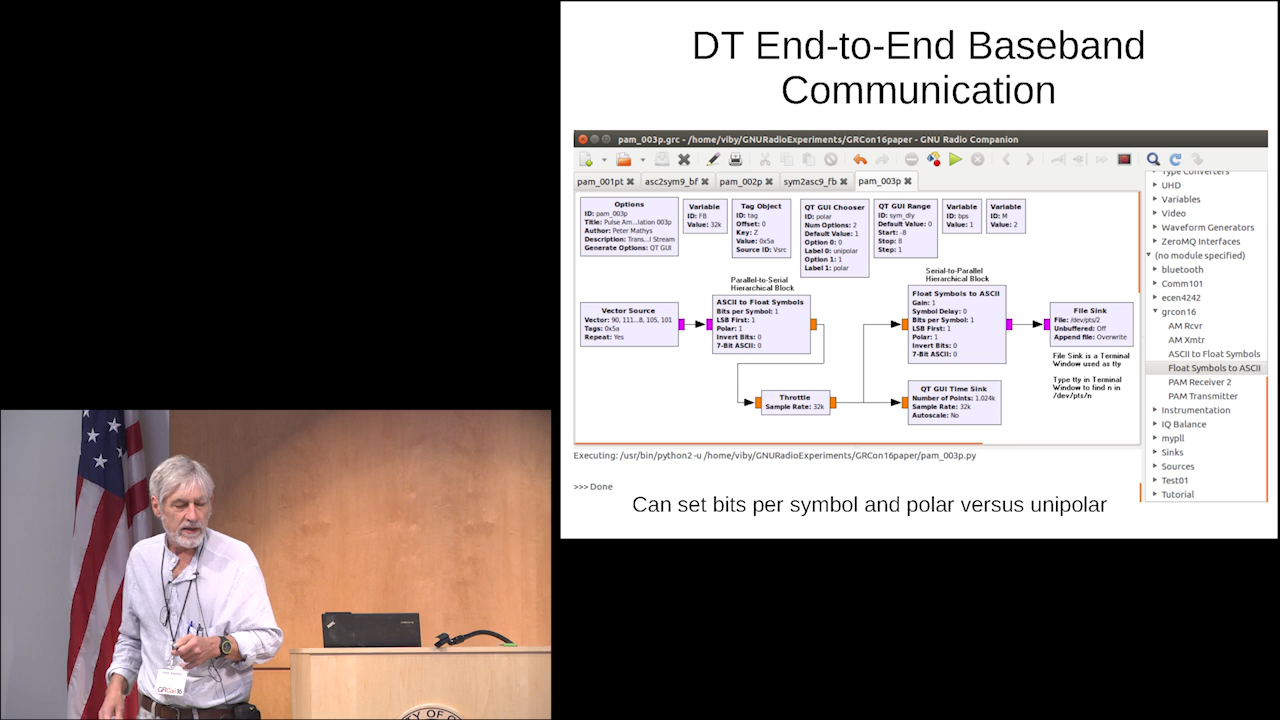 DT End-to-End Baseband
Communication
pam_003p.grc - /home/viby/GNURadioExperiments/GRCon16paper - GNU Radio Companion
pam_001pt
asc2sym9_bf
pam_002p
sym2asc9_fb
pam_003p
Options
ID: pam_003p
Title: Pulse Am...lation 003p
Author: Peter Mathys
Description: Trans...l Stream
Generate Options: QT GUI
Variable
ID: FB
Value: 32k
Tag Object
ID: tag
Offset: 0
Key: Z
Value: 0x5a
Source ID: Vsrc
QT GUI Chooser
ID: polar
Num Options: 2
Default Value: 1
Option 0: 0
Label 0: unipolar
Option 1: 1
Label 1: polar
QT GUI Range
ID: sym_dly
Default Value: 0
Start: -8
Stop: 8
Step: 1
Variable
ID: bps
Value: 1
Variable
ID: M
Value: 2
Parallel-to-Serial
Hierarchical Block
Serial-to-Parallel
Hierarchical Block
Vector Source
Vector: 90, 111...8, 105, 101
Tags: 0x5a
Repeat: Yes
ASCII to Float Symbols
Bits per Symbol: 1
LSB First: 1
Polar: 1
Invert Bits: 0
7-Bit ASCII: 0
Float Symbols to ASCII
Gain: 1
Symbol Delay: 0
Bits per Symbol: 1
LSB First: 1
Polar: 1
Invert Bits: 0
7-Bit ASCII: 0
File Sink
File: /dev/pts/2
Unbuffered: Off
Append file: Overwrite
File Sink is a Terminal
Window used as tty
Type tty in Terminal
Window to find n in
/dev/pts/n
Throttle
Sample Rate: 32k
QT GUI Time Sink
Number of Points: 1.024k
Sample Rate: 32k
Autoscale: No
Type Converters
UHD
Variables
Video
Waveform Generators
ZeroMQ Interfaces
(no module specified)
bluetooth
Comm101
ecen4242
grcon16
AM Rcvr
AM Xmtr
ASCII to Float Symbols
Float Symbols to ASCII
PAM Receiver 2
PAM Transmitter
Instrumentation
IQ Balance
mypll
Sinks
Sources
Test01
Tutorial
Executing: /usr/bin/python2 -u /home/viby/GNURadioExperiments/GRCon16paper/pam_003p.py
>>> Done
Can set bits per symbol and polar versus unipolar
GRCon16